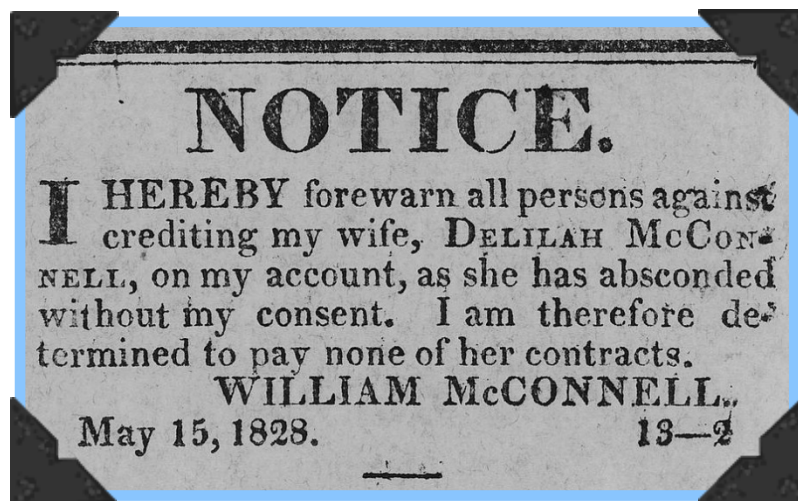 NOTICE.
I HEREBY forewarn all persons against
crediting my wife, DELILAH McCON-
NELL, on my account, as she has absconded
without my consent. I am therefore de-
termined to pay none of her contracts.
WILLIAM McCONNELL.
May 15, 1828. 13—2